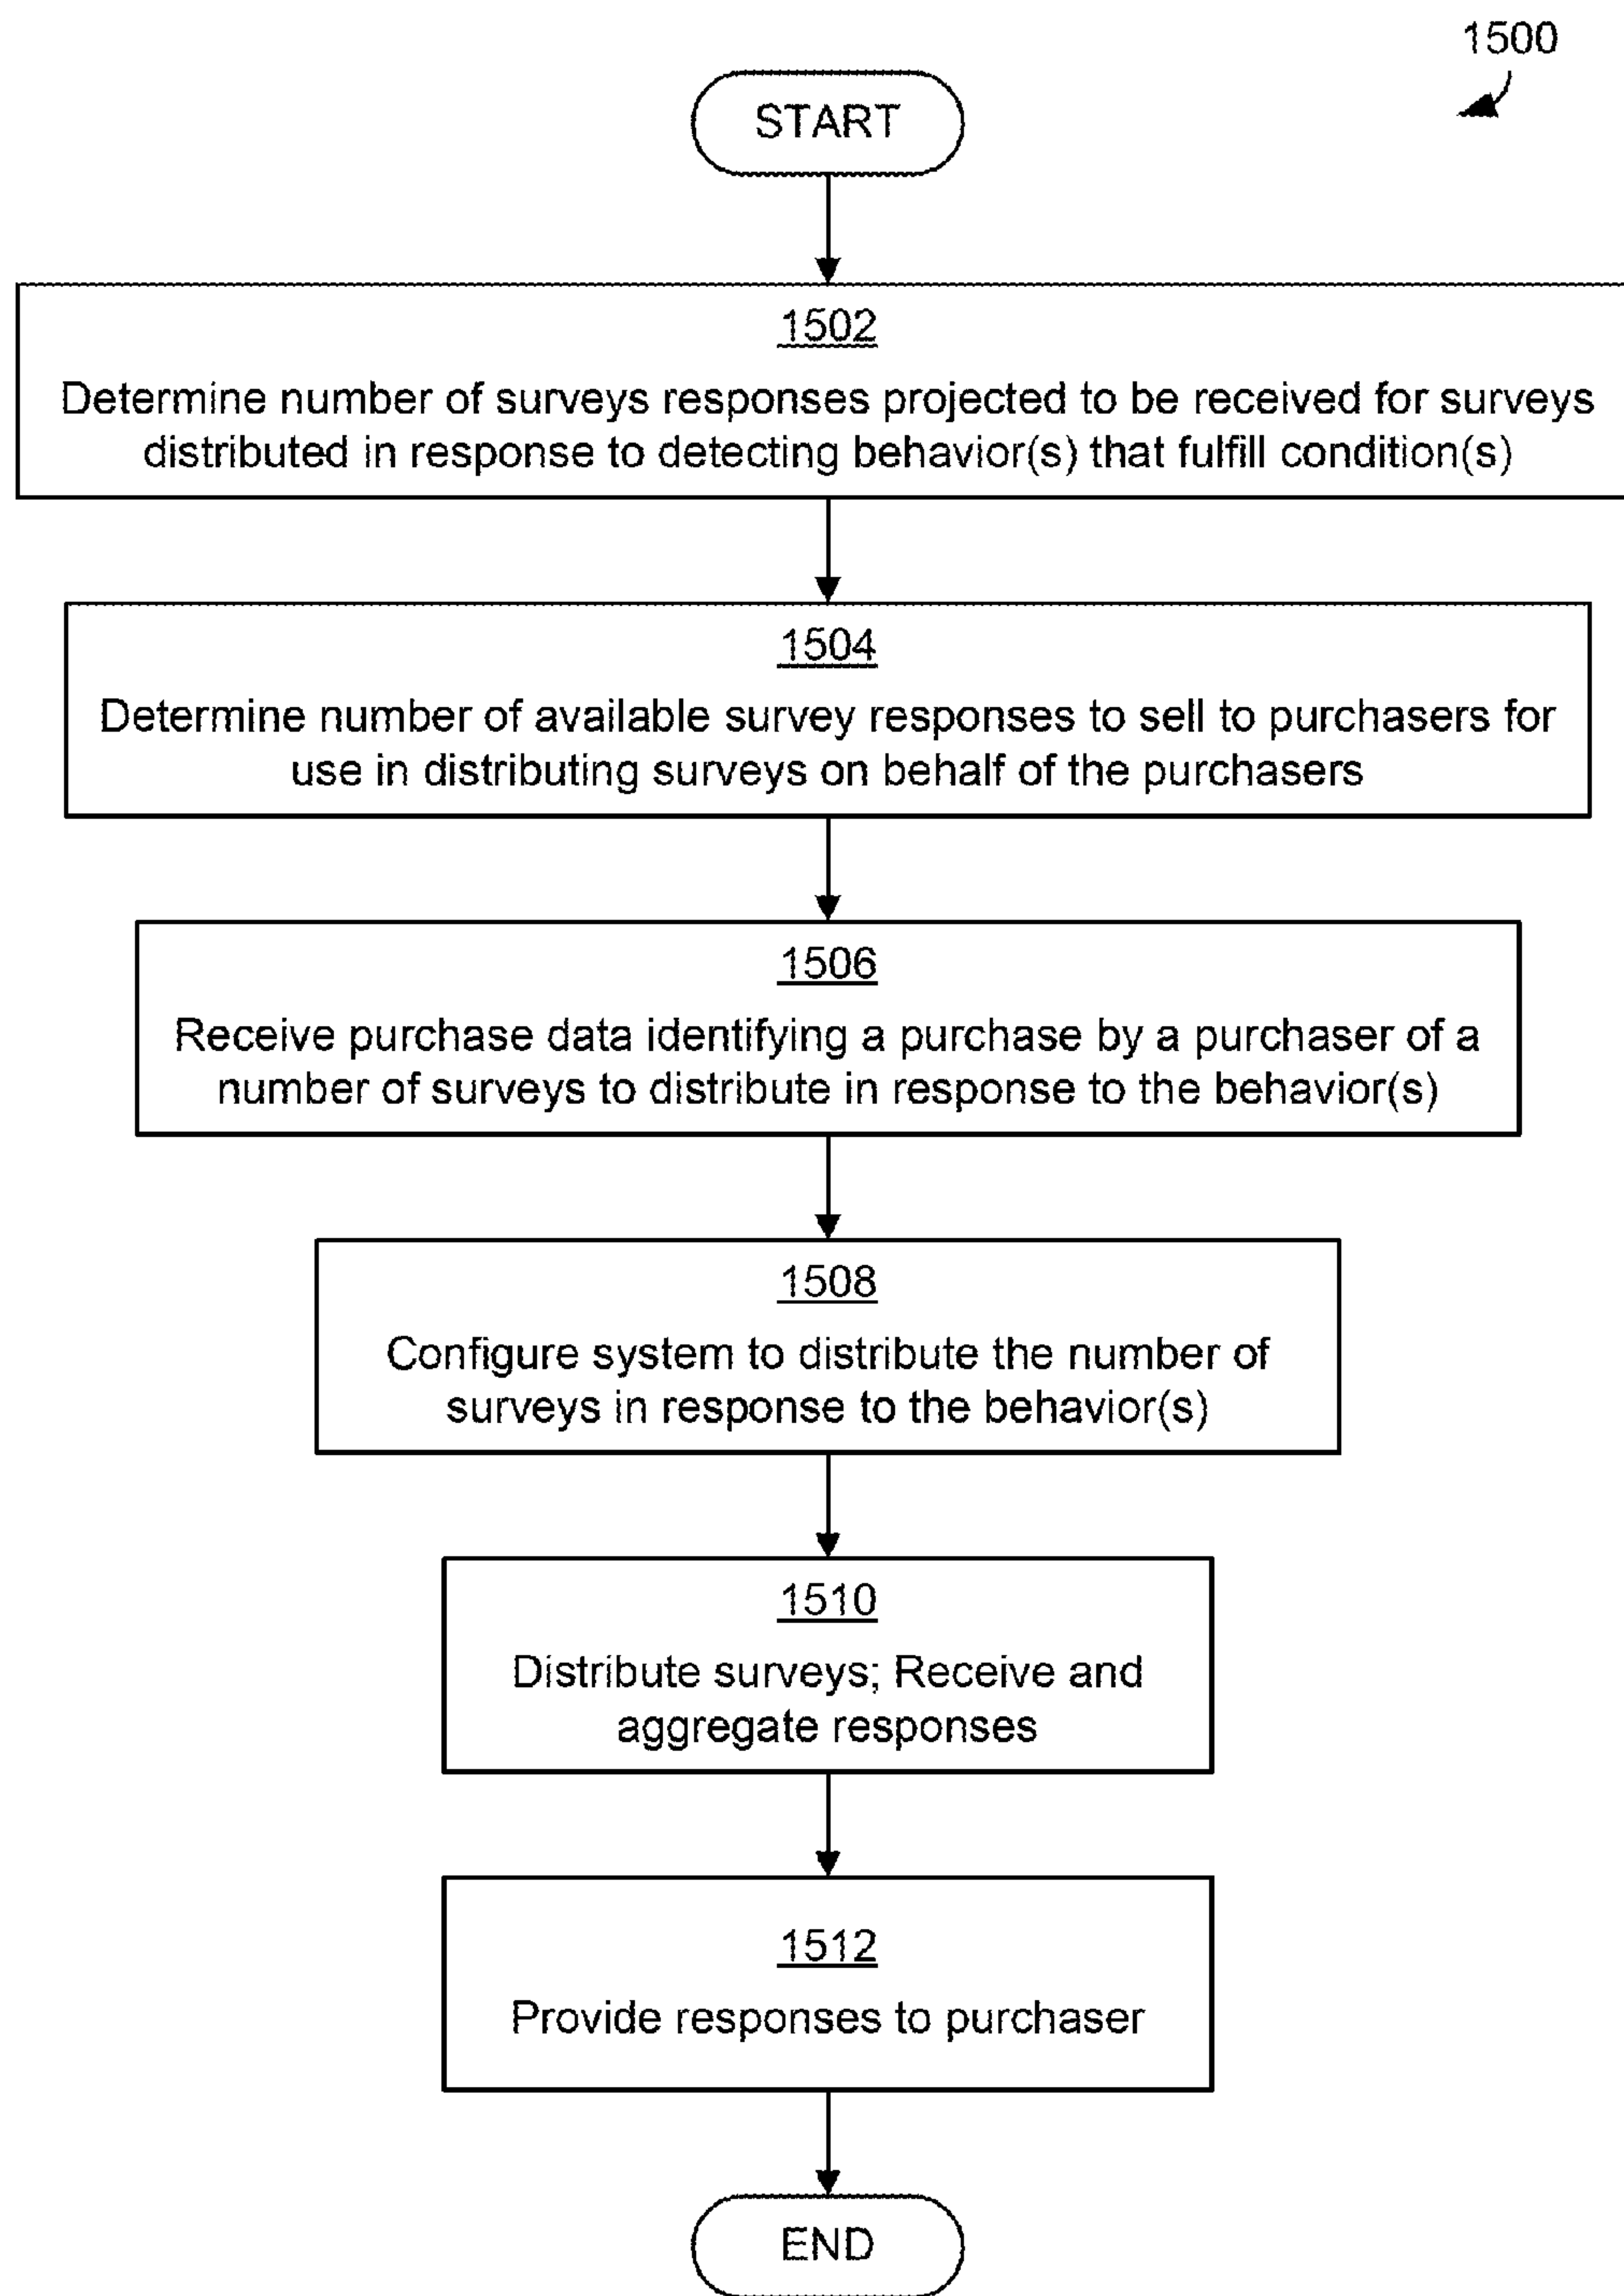 1500
START
1502
Determine number of surveys responses projected to be received for surveys
distributed in response to detecting behavior(s) that fulfill condition(s)
1504
Determine number of available survey responses to sell to purchasers for
use in distributing surveys on behalf of the purchasers
1506
Receive purchase data identifying a purchase by a purchaser of a
number of surveys to distribute in response to the behavior(s)
1508
Configure system to distribute the number of
surveys in response to the behavior(s)
1510
Distribute surveys; Receive and
aggregate responses
1512
Provide responses to purchaser
END